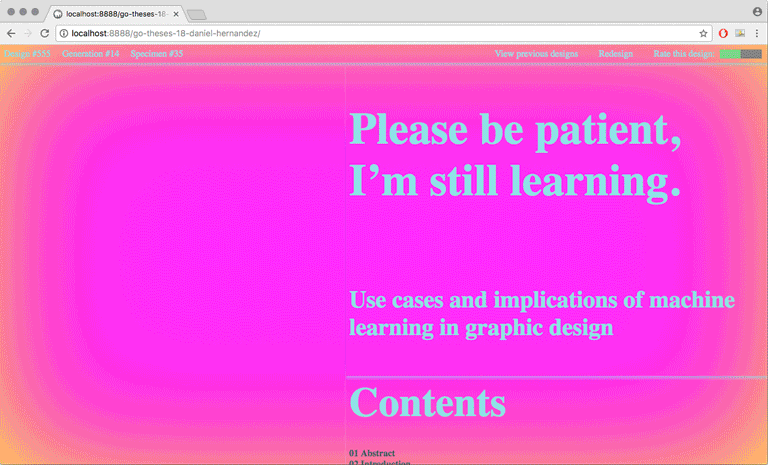 localhost:8888/go-theses-18-
localhost:8888/go-theses-18-daniel-hernandez/
Design #555 Generation #14 Specimen #35 View previous designs Redesign Rate this design:
Please be patient,
I’m still learning.
Use cases and implications of machine
learning in graphic design
Contents
01 Abstract
02 Introduction